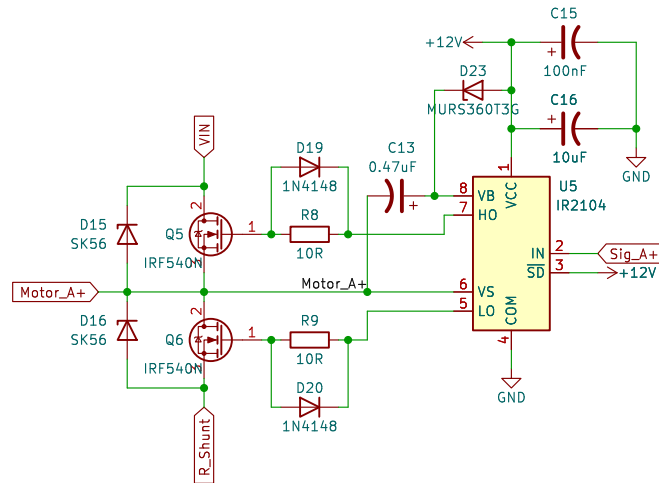 C15
+12V
+
100nF
D23
MURS360T3G
C16
+
10uF
GND
VIN
D19
1N4148
C13
0.47uF
+
1
U5
IR2104
VCC
8 VB
7 HO
D15
SK56
2
Q5
1
R8
10R
IRF540N
3
IN 2
Sig_A+
SD 3
+12V
Motor_A+
Motor_A+
6 VS
5 LO
COM
4
D16
SK56
2
Q6
1
R9
10R
IRF540N
3
D20
1N4148
GND
R_Shunt